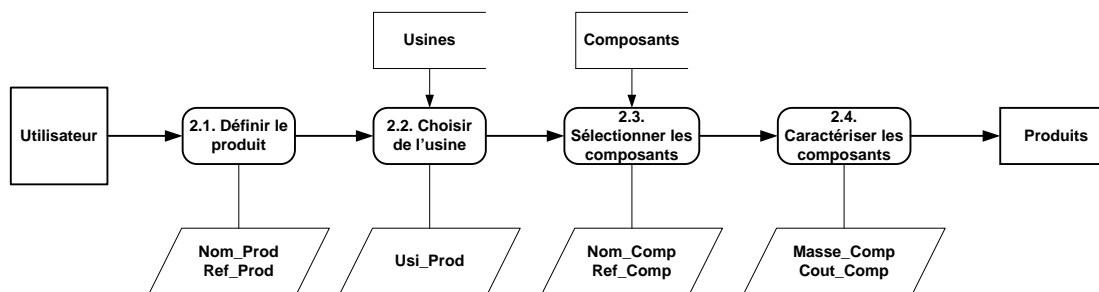 Usines
Composants
Utilisateur
2.1. Définir le
produit
2.2. Choisir
de l'usine
2.3.
Sélectionner les
composants
2.4.
Caractériser les
composants
Produits
Nom_Prod
Ref_Prod
Usi_Prod
Nom_Comp
Ref_Comp
Masse_Comp
Cout_Comp